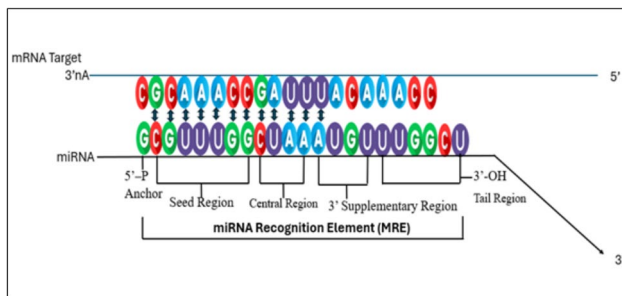 mRNA Target
3'nA
5'
CGCAAACCGAUUUACAAACC
GCGUUUGGCUAAAUGUUUGGCU
miRNA
5'–P
Anchor
Seed Region
Central Region
3' Supplementary Region
3'-OH
Tail Region
miRNA Recognition Element (MRE)
3